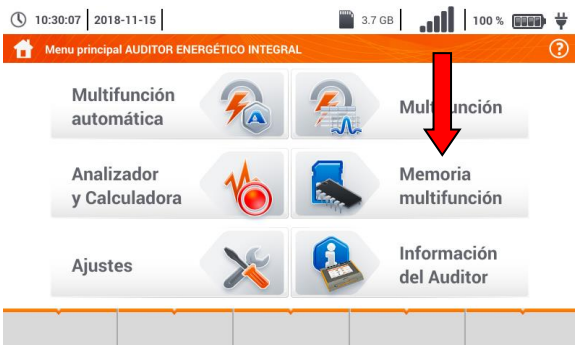 10:30:07 2018-11-15 3.7 GB 100 %
Menu principal AUDITOR ENERGÉTICO INTEGRAL ?
Multifunción
automática
Analizador
y Calculadora
Memoria
multifunción
Ajustes
Información
del Auditor